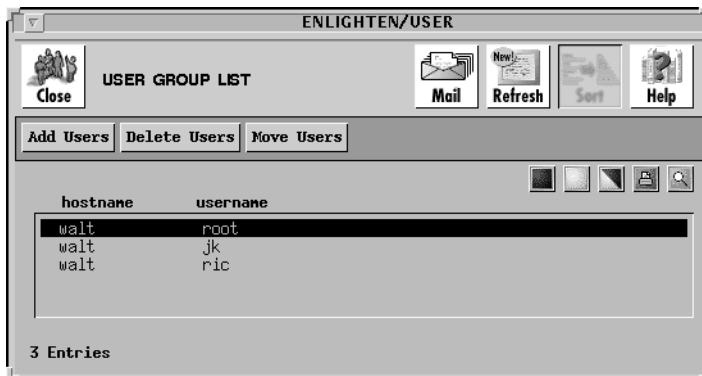 ENLIGHTEN/USER
Close
USER GROUP LIST
Mail
New!
Refresh
Sort
Help
Add Users
Delete Users
Move Users
hostname username
walt root
walt jk
walt ric
3 Entries